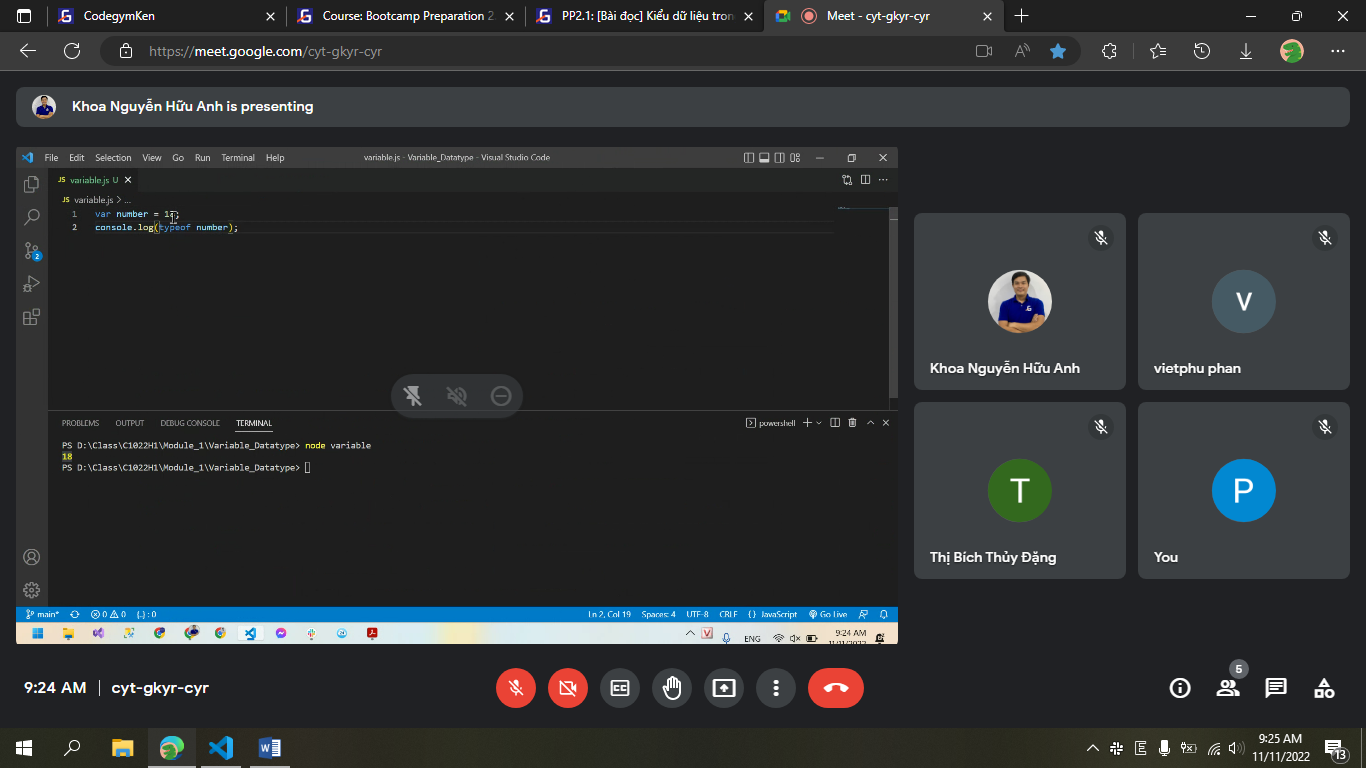 CodegymKen
Course: Bootcamp Preparation 2.
PP2.1: [Bài đọc] Kiểu dữ liệu tron
Meet - cyt-gkyr-cyr
https://meet.google.com/cyt-gkyr-cyr
Khoa Nguyễn Hữu Anh is presenting
File Edit Selection View Go Run Terminal Help
variable.js - Variable_Datatype - Visual Studio Code
JS variable.js U
JS variable.js > ...
1 var number =
2 console.log(typeof number);
2
PROBLEMS OUTPUT DEBUG CONSOLE TERMINAL
powershell
PS D:\Class\C1022H1\Module_1\Variable_Datatype> node variable
18
PS D:\Class\C1022H1\Module_1\Variable_Datatype>
main* 0 0 {.} : 0
Ln 2, Col 19 Spaces: 4 UTF-8 CRLF {} JavaScript Go Live
V ENG 9:24 AM
11/11/2022
Khoa Nguyễn Hữu Anh
V
vietphu phan
T
Thị Bích Thủy Đặng
P
You
9:24 AM | cyt-gkyr-cyr
5
9:25 AM
11/11/2022
13